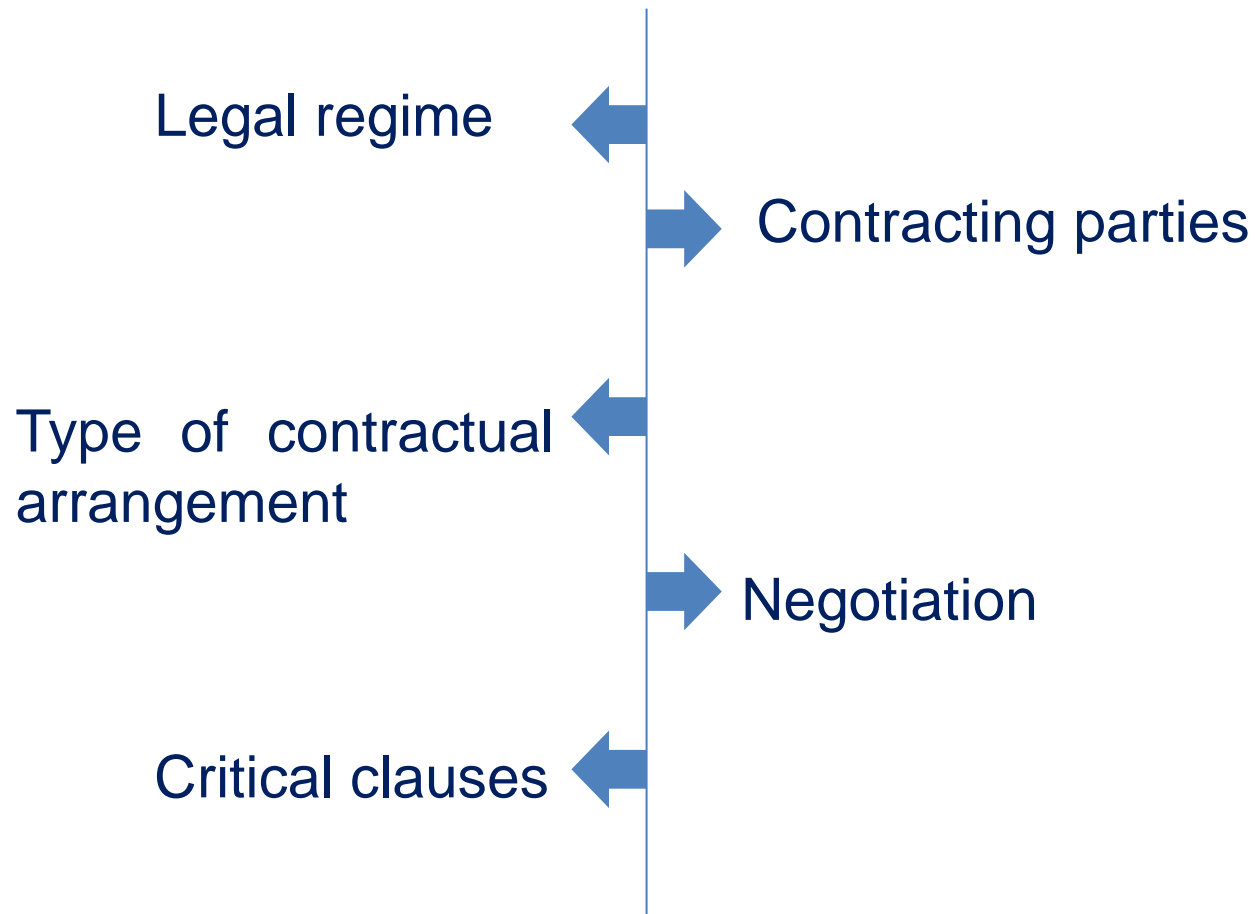 Legal regime
Contracting parties
Type of contractual
arrangement
Negotiation
Critical clauses